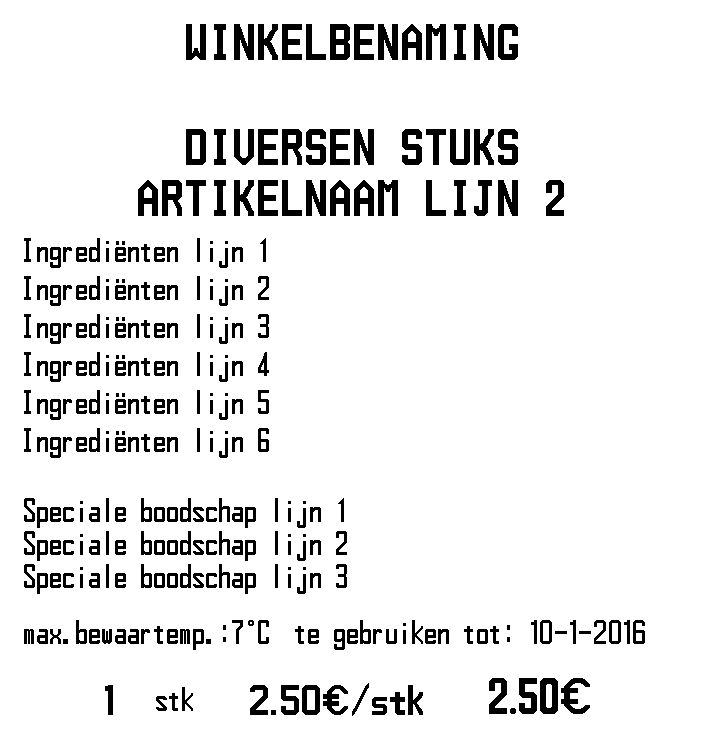 WINKELBENAMING
DIVERSEN STUKS
ARTIKELNAAM LIJN 2
Ingrediënten lijn 1
Ingrediënten lijn 2
Ingrediënten lijn 3
Ingrediënten lijn 4
Ingrediënten lijn 5
Ingrediënten lijn 6
Speciale boodschap lijn 1
Speciale boodschap lijn 2
Speciale boodschap lijn 3
max.bewaartemp.:7°C te gebruiken tot: 10-1-2016
1 stk 2.50€/stk 2.50€